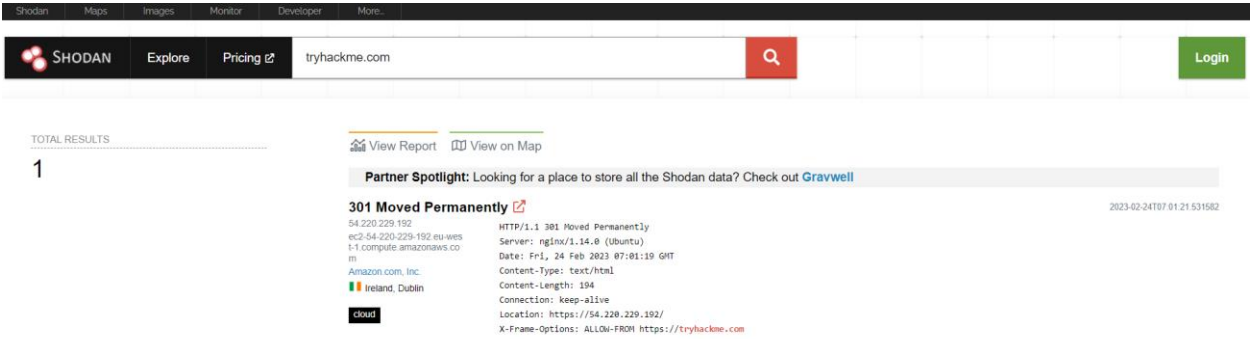 Shodan Maps Images Monitor Developer More...
SHODAN Explore Pricing tryhackme.com Login
TOTAL RESULTS
1
View Report View on Map
Partner Spotlight: Looking for a place to store all the Shodan data? Check out Gravwell
301 Moved Permanently
2023-02-24T07:01:21.531582
54.220.229.192
ec2-54-220-229-192.eu-wes
t-1.compute.amazonaws.co
m
Amazon.com, Inc.
Ireland, Dublin
cloud
HTTP/1.1 301 Moved Permanently
Server: nginx/1.14.0 (Ubuntu)
Date: Fri, 24 Feb 2023 07:01:19 GMT
Content-Type: text/html
Content-Length: 194
Connection: keep-alive
Location: https://54.220.229.192/
X-Frame-Options: ALLOW-FROM https://tryhackme.com